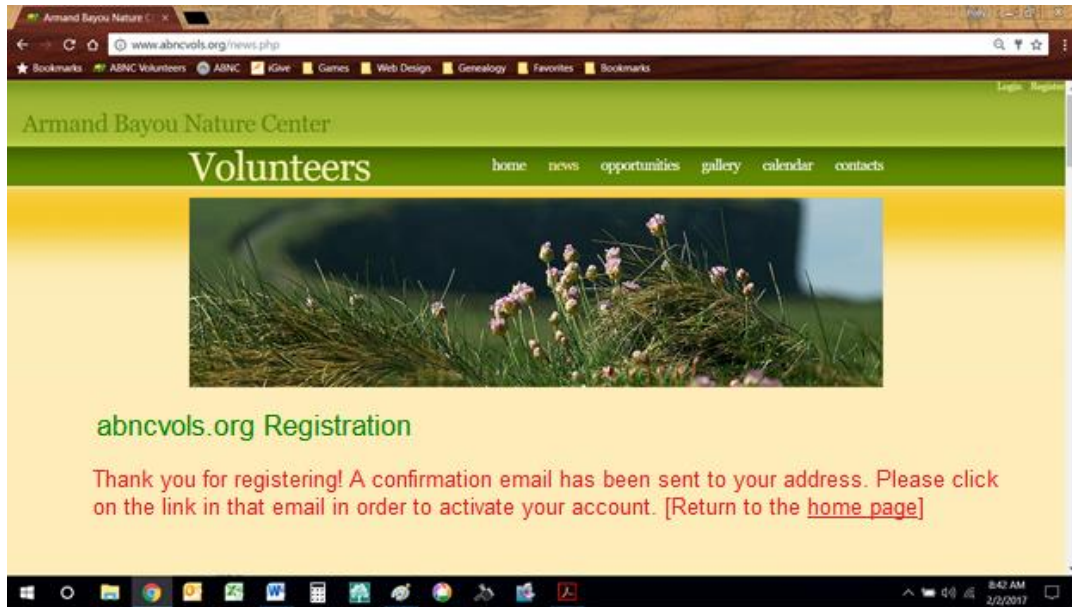 Armand Bayou Nature C
www.abncvols.org/news.php
Bookmarks ABNC Volunteers ABNC iGive Games Web Design Genealogy Favorites Bookmarks
Login Register
Armand Bayou Nature Center
Volunteers home news opportunities gallery calendar contacts
abncvols.org Registration
Thank you for registering! A confirmation email has been sent to your address. Please click
on the link in that email in order to activate your account. [Return to the home page]
8:42 AM
2/2/2017